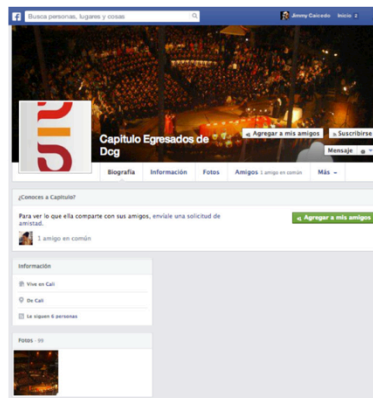 Busca personas, lugares y cosas
Jimmy Caicedo Inicio
Capitulo Egresados de
Dcg
Agregar a mis amigos
Suscribirse
Mensaje
Biografía Información Fotos Amigos 1 amigo en común Más
¿Conoces a Capitulo?
Para ver lo que ella comparte con sus amigos, envíale una solicitud de
amistad.
Agregar a mis amigos
1 amigo en común
Información
Vive en Cali
De Cali
Le siguen 6 personas
Fotos